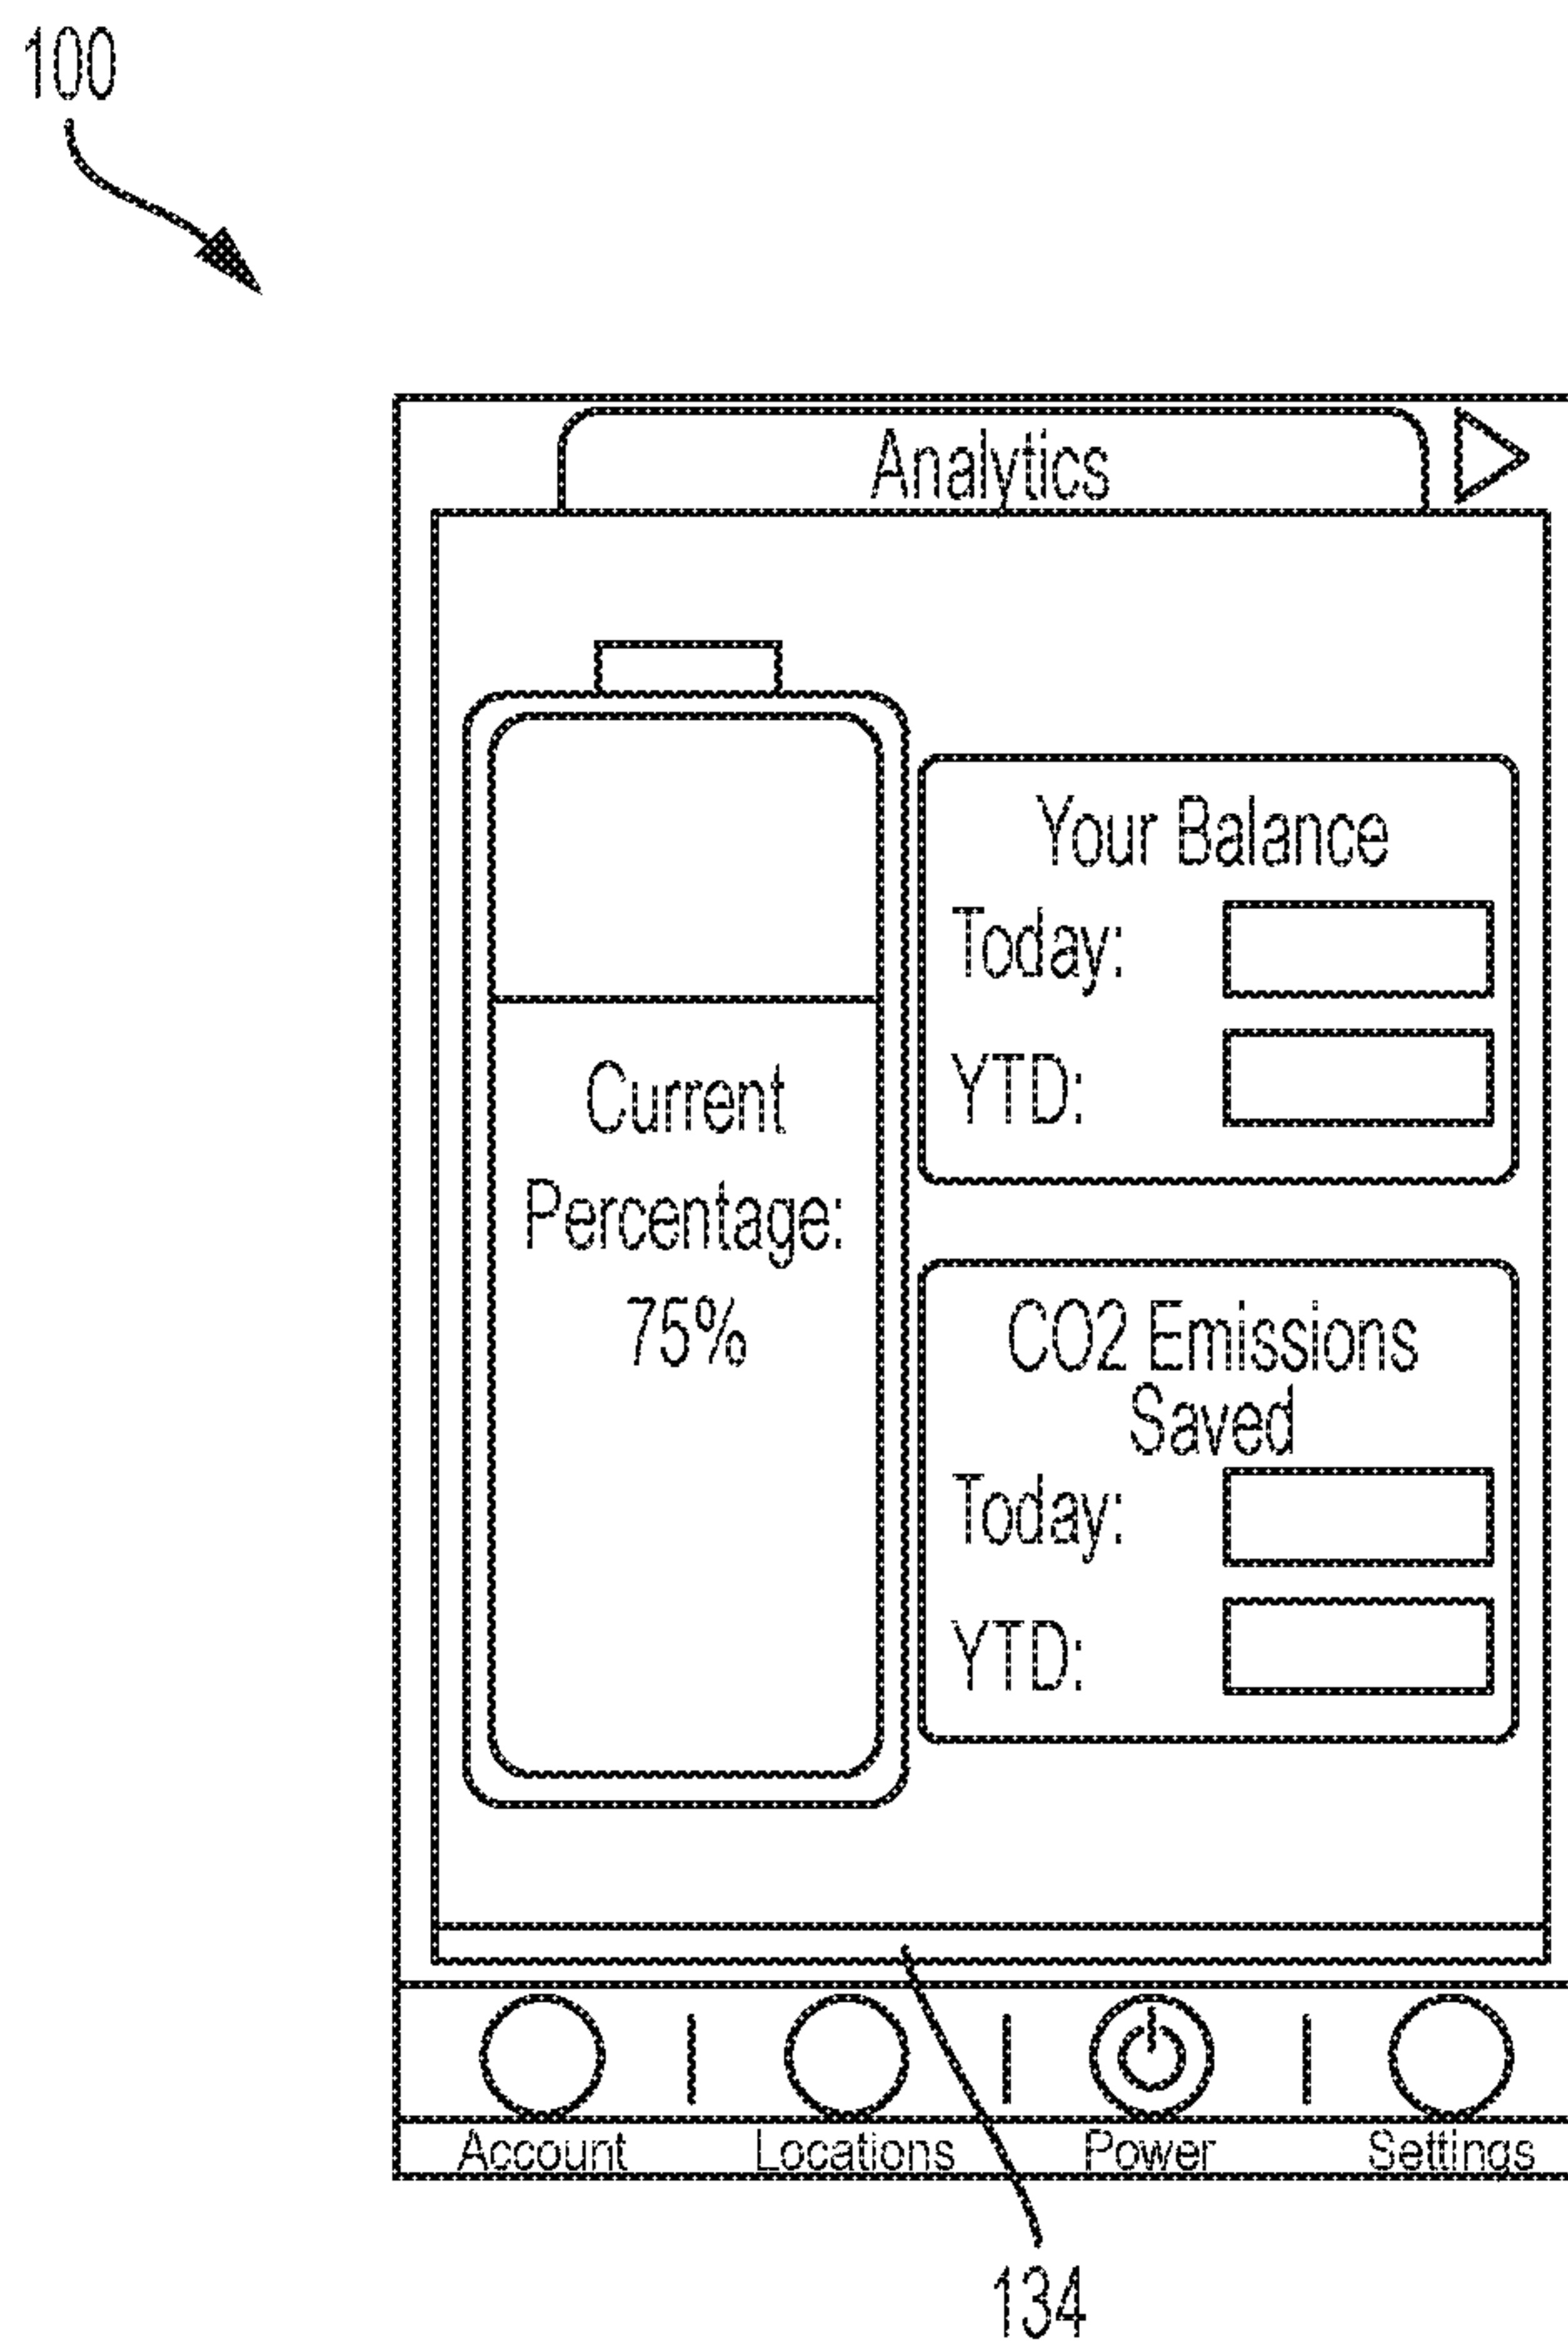 100
Analytics
Current
Percentage:
75%
Your Balance
Today:
YTD:
CO2 Emissions
Saved
Today:
YTD:
Account
Locations
Power
Settings
134